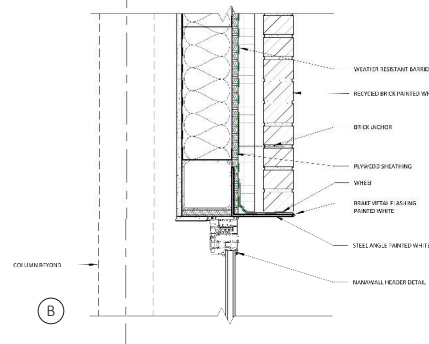 WEATHER RESISTANT BARRIE
RECYCLED BRICK PAINTED WH
BRICK ANCHOR
PLYWOOD SHEATHING
WHEEP
BRAKE METAL FLASHING
PAINTED WHITE
STEEL ANGLE PAINTED WHITE
COLUMN BEYOND
NANAWALL HEADER DETAIL
B